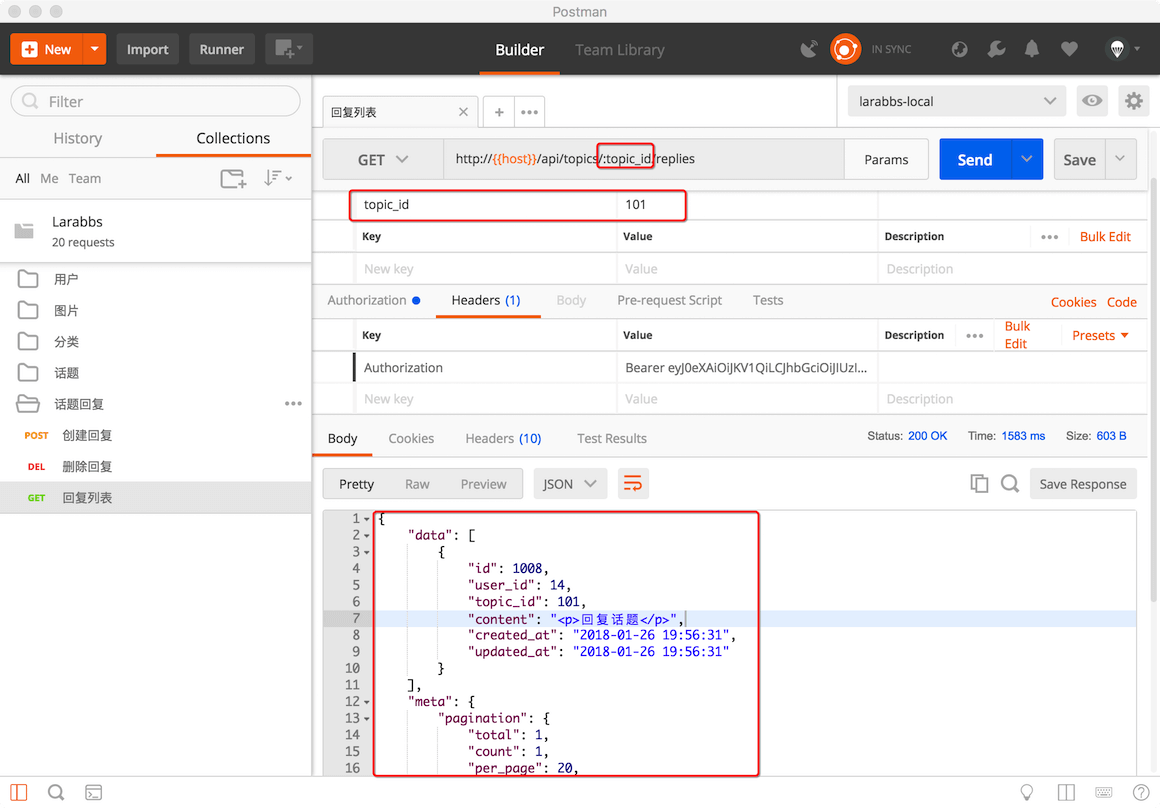 Postman
New
Import
Runner
Builder
Team Library
IN SYNC
Filter
History
Collections
All Me Team
Larabbs
20 requests
用户
图片
分类
话题
话题回复
POST 创建回复
DEL 删除回复
GET 回复列表
回复列表
larabbs-local
GET
http://{{host}}/api/topics/:topic_id/replies
Params
Send
Save
topic_id 101
Key Value Description Bulk Edit
New key Value Description
Authorization Headers (1) Body Pre-request Script Tests
Cookies Code
Key Value Description Bulk Edit Presets
Authorization Bearer eyJ0eXAiOiJKV1QiLCJhbGciOiJIUzI...
New key Value Description
Body Cookies Headers (10) Test Results
Status: 200 OK Time: 1583 ms Size: 603 B
Pretty Raw Preview JSON
Save Response
1 {
2 "data": [
3 {
4 "id": 1008,
5 "user_id": 14,
6 "topic_id": 101,
7 "content": "<p>回复话题</p>",
8 "created_at": "2018-01-26 19:56:31",
9 "updated_at": "2018-01-26 19:56:31"
10 }
11 ],
12 "meta": {
13 "pagination": {
14 "total": 1,
15 "count": 1,
16 "per_page": 20,